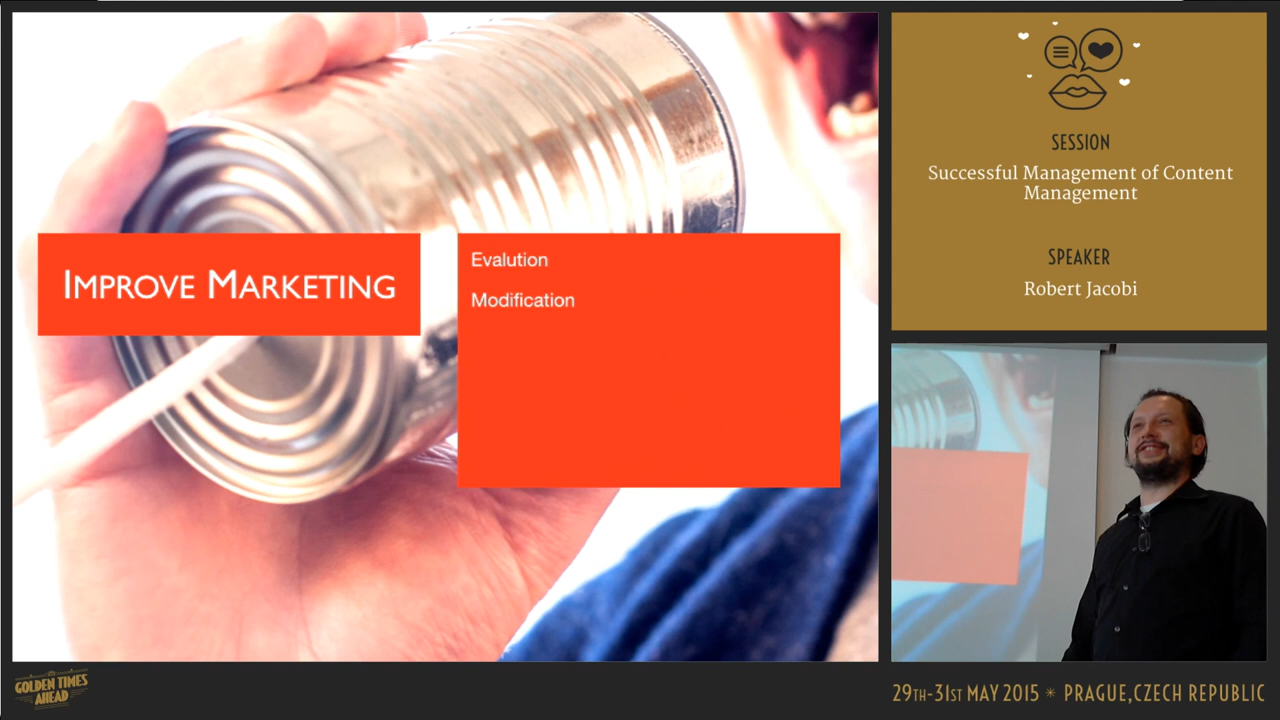 IMPROVE MARKETING
Evalution
Modification
SESSION
Successful Management of Content
Management
SPEAKER
Robert Jacobi
GOLDEN TIMES
AHEAD
29TH-31ST MAY 2015 * PRAGUE,CZECH REPUBLIC